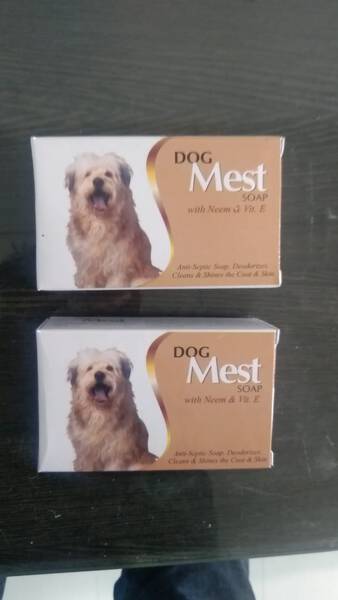 DOG
Mest
SOAP
with Neem & Vit. E
Anti-Septic Soap, Deodorizes,
Cleans & Shines the Coat & Skin
DOG
Mest
SOAP
with Neem & Vit. E
Anti-Septic Soap, Deodorizes,
Cleans & Shines the Coat & Skin